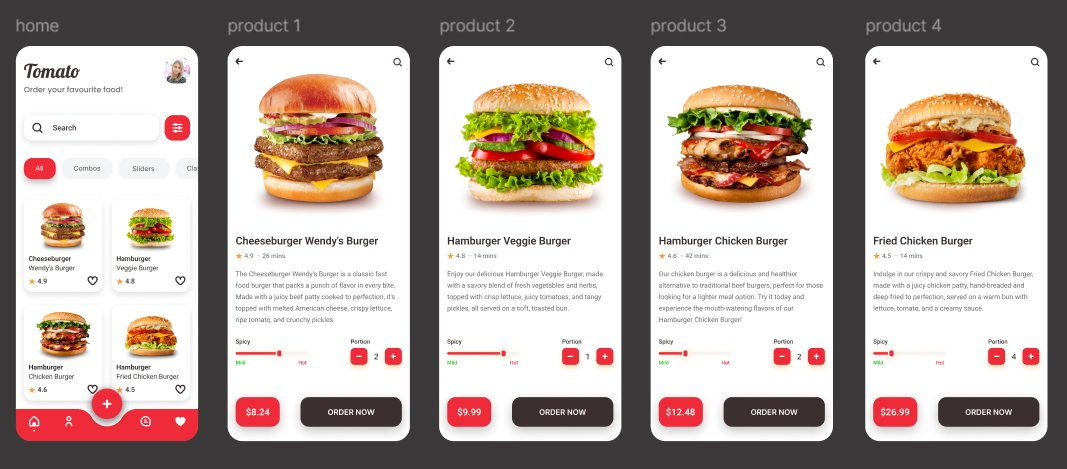 home
product 1
product 2
product 3
product 4
Tomato
Order your favourite food!
Search
All
Combos
Sliders
Cla
Cheeseburger
Wendy's Burger
4.9
Hamburger
Veggie Burger
4.8
Hamburger
Chicken Burger
4.6
Hamburger
Fried Chicken Burger
4.5
Cheeseburger Wendy's Burger
4.9 – 26 mins
The Cheeseburger Wendy's Burger is a classic fast
food burger that packs a punch of flavor in every bite.
Made with a juicy beef patty cooked to perfection, it's
topped with melted American cheese, crispy lettuce,
ripe tomato, and crunchy pickles.
Spicy
Mild
Hot
Portion
2
$8.24
ORDER NOW
Hamburger Veggie Burger
4.8 – 14 mins
Enjoy our delicious Hamburger Veggie Burger, made
with a savory blend of fresh vegetables and herbs,
topped with crisp lettuce, juicy tomatoes, and tangy
pickles, all served on a soft, toasted bun.
Spicy
Mild
Hot
Portion
1
$9.99
ORDER NOW
Hamburger Chicken Burger
4.6 – 42 mins
Our chicken burger is a delicious and healthier
alternative to traditional beef burgers, perfect for those
looking for a lighter meal option. Try it today and
experience the mouth-watering flavors of our
Hamburger Chicken Burger!
Spicy
Mild
Hot
Portion
2
$12.48
ORDER NOW
Fried Chicken Burger
4.5 – 14 mins
Indulge in our crispy and savory Fried Chicken Burger,
made with a juicy chicken patty, hand-breaded and
deep-fried to perfection, served on a warm bun with
lettuce, tomato, and a creamy sauce.
Spicy
Mild
Hot
Portion
4
$26.99
ORDER NOW